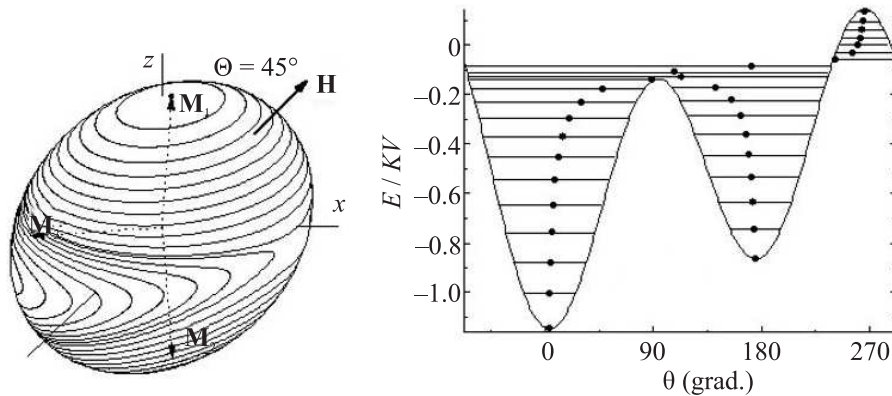 z
Θ = 45°
H
M
x
M
M
E / KV
0
–0.2
–0.4
–0.6
–0.8
–1.0
0
90
180
270
θ (grad.)